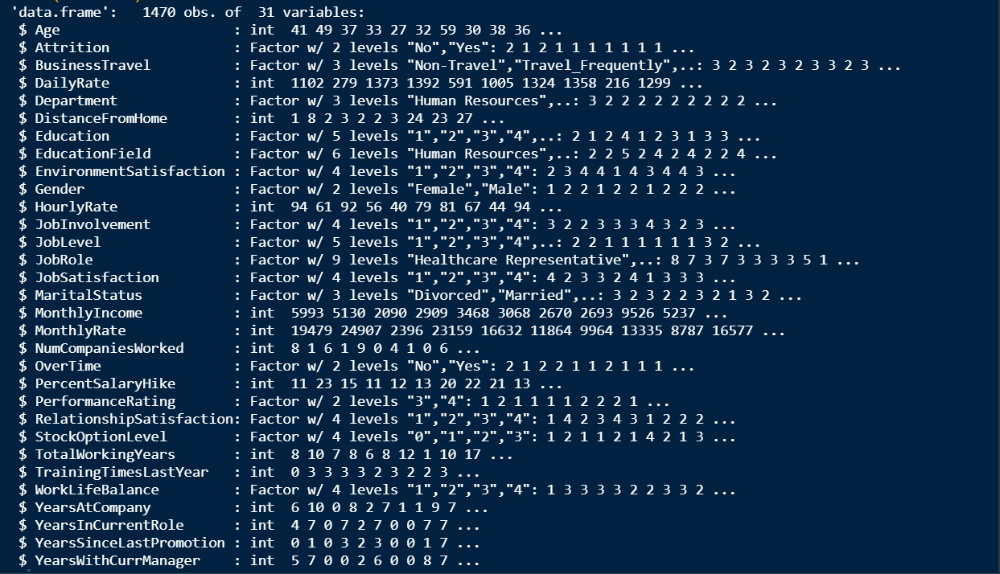 'data.frame':   1470 obs. of  31 variables:
 $ Age                     : int  41 49 37 33 27 32 59 30 38 36 ...
 $ Attrition               : Factor w/ 2 levels "No","Yes": 2 1 2 1 1 1 1 1 1 1 ...
 $ BusinessTravel          : Factor w/ 3 levels "Non-Travel","Travel_Frequently",..: 3 2 3 2 3 2 3 3 2 3 ...
 $ DailyRate               : int  1102 279 1373 1392 591 1005 1324 1358 216 1299 ...
 $ Department              : Factor w/ 3 levels "Human Resources",..: 3 2 2 2 2 2 2 2 2 2 ...
 $ DistanceFromHome        : int  1 8 2 3 2 2 3 24 23 27 ...
 $ Education               : Factor w/ 5 levels "1","2","3","4",..: 2 1 2 4 1 2 3 1 3 3 ...
 $ EducationField          : Factor w/ 6 levels "Human Resources",..: 2 2 5 2 4 2 4 2 2 4 ...
 $ EnvironmentSatisfaction : Factor w/ 4 levels "1","2","3","4": 2 3 4 4 1 4 3 4 4 3 ...
 $ Gender                  : Factor w/ 2 levels "Female","Male": 1 2 2 1 2 2 1 2 2 2 ...
 $ HourlyRate              : int  94 61 92 56 40 79 81 67 44 94 ...
 $ JobInvolvement          : Factor w/ 4 levels "1","2","3","4": 3 2 2 3 3 3 4 3 2 3 ...
 $ JobLevel                : Factor w/ 5 levels "1","2","3","4",..: 2 2 1 1 1 1 1 1 3 2 ...
 $ JobRole                 : Factor w/ 9 levels "Healthcare Representative",..: 8 7 3 7 3 3 3 3 5 1 ...
 $ JobSatisfaction         : Factor w/ 4 levels "1","2","3","4": 4 2 3 3 2 4 1 3 3 3 ...
 $ MaritalStatus           : Factor w/ 3 levels "Divorced","Married",..: 3 2 3 2 2 3 2 1 3 2 ...
 $ MonthlyIncome           : int  5993 5130 2090 2909 3468 3068 2670 2693 9526 5237 ...
 $ MonthlyRate             : int  19479 24907 2396 23159 16632 11864 9964 13335 8787 16577 ...
 $ NumCompaniesWorked      : int  8 1 6 1 9 0 4 1 0 6 ...
 $ OverTime                : Factor w/ 2 levels "No","Yes": 2 1 2 2 1 1 2 1 1 1 ...
 $ PercentSalaryHike       : int  11 23 15 11 12 13 20 22 21 13 ...
 $ PerformanceRating       : Factor w/ 2 levels "3","4": 1 2 1 1 1 1 2 2 2 1 ...
 $ RelationshipSatisfaction: Factor w/ 4 levels "1","2","3","4": 1 4 2 3 4 3 1 2 2 2 ...
 $ StockOptionLevel        : Factor w/ 4 levels "0","1","2","3": 1 2 1 1 2 1 4 2 1 3 ...
 $ TotalWorkingYears       : int  8 10 7 8 6 8 12 1 10 17 ...
 $ TrainingTimesLastYear   : int  0 3 3 3 3 2 3 2 2 3 ...
 $ WorkLifeBalance         : Factor w/ 4 levels "1","2","3","4": 1 3 3 3 3 2 2 3 3 2 ...
 $ YearsAtCompany          : int  6 10 0 8 2 7 1 1 9 7 ...
 $ YearsInCurrentRole      : int  4 7 0 7 2 7 0 0 7 7 ...
 $ YearsSinceLastPromotion : int  0 1 0 3 2 3 0 0 1 7 ...
 $ YearsWithCurrManager    : int  5 7 0 0 2 6 0 0 8 7 ...